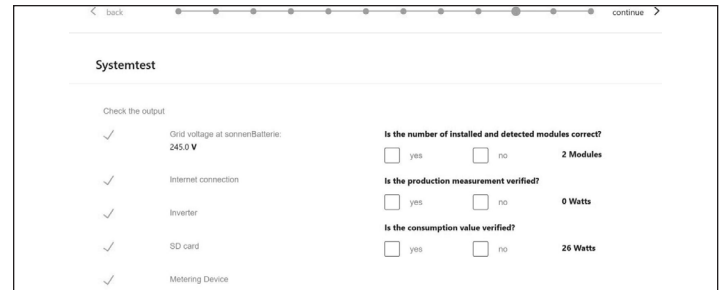 back continue
Systemtest
Check the output
Grid voltage at sonnenBatterie:
245.0 V
Internet connection
Inverter
SD card
Metering Device
Is the number of installed and detected modules correct?
yes no 2 Modules
Is the production measurement verified?
yes no 0 Watts
Is the consumption value verified?
yes no 26 Watts